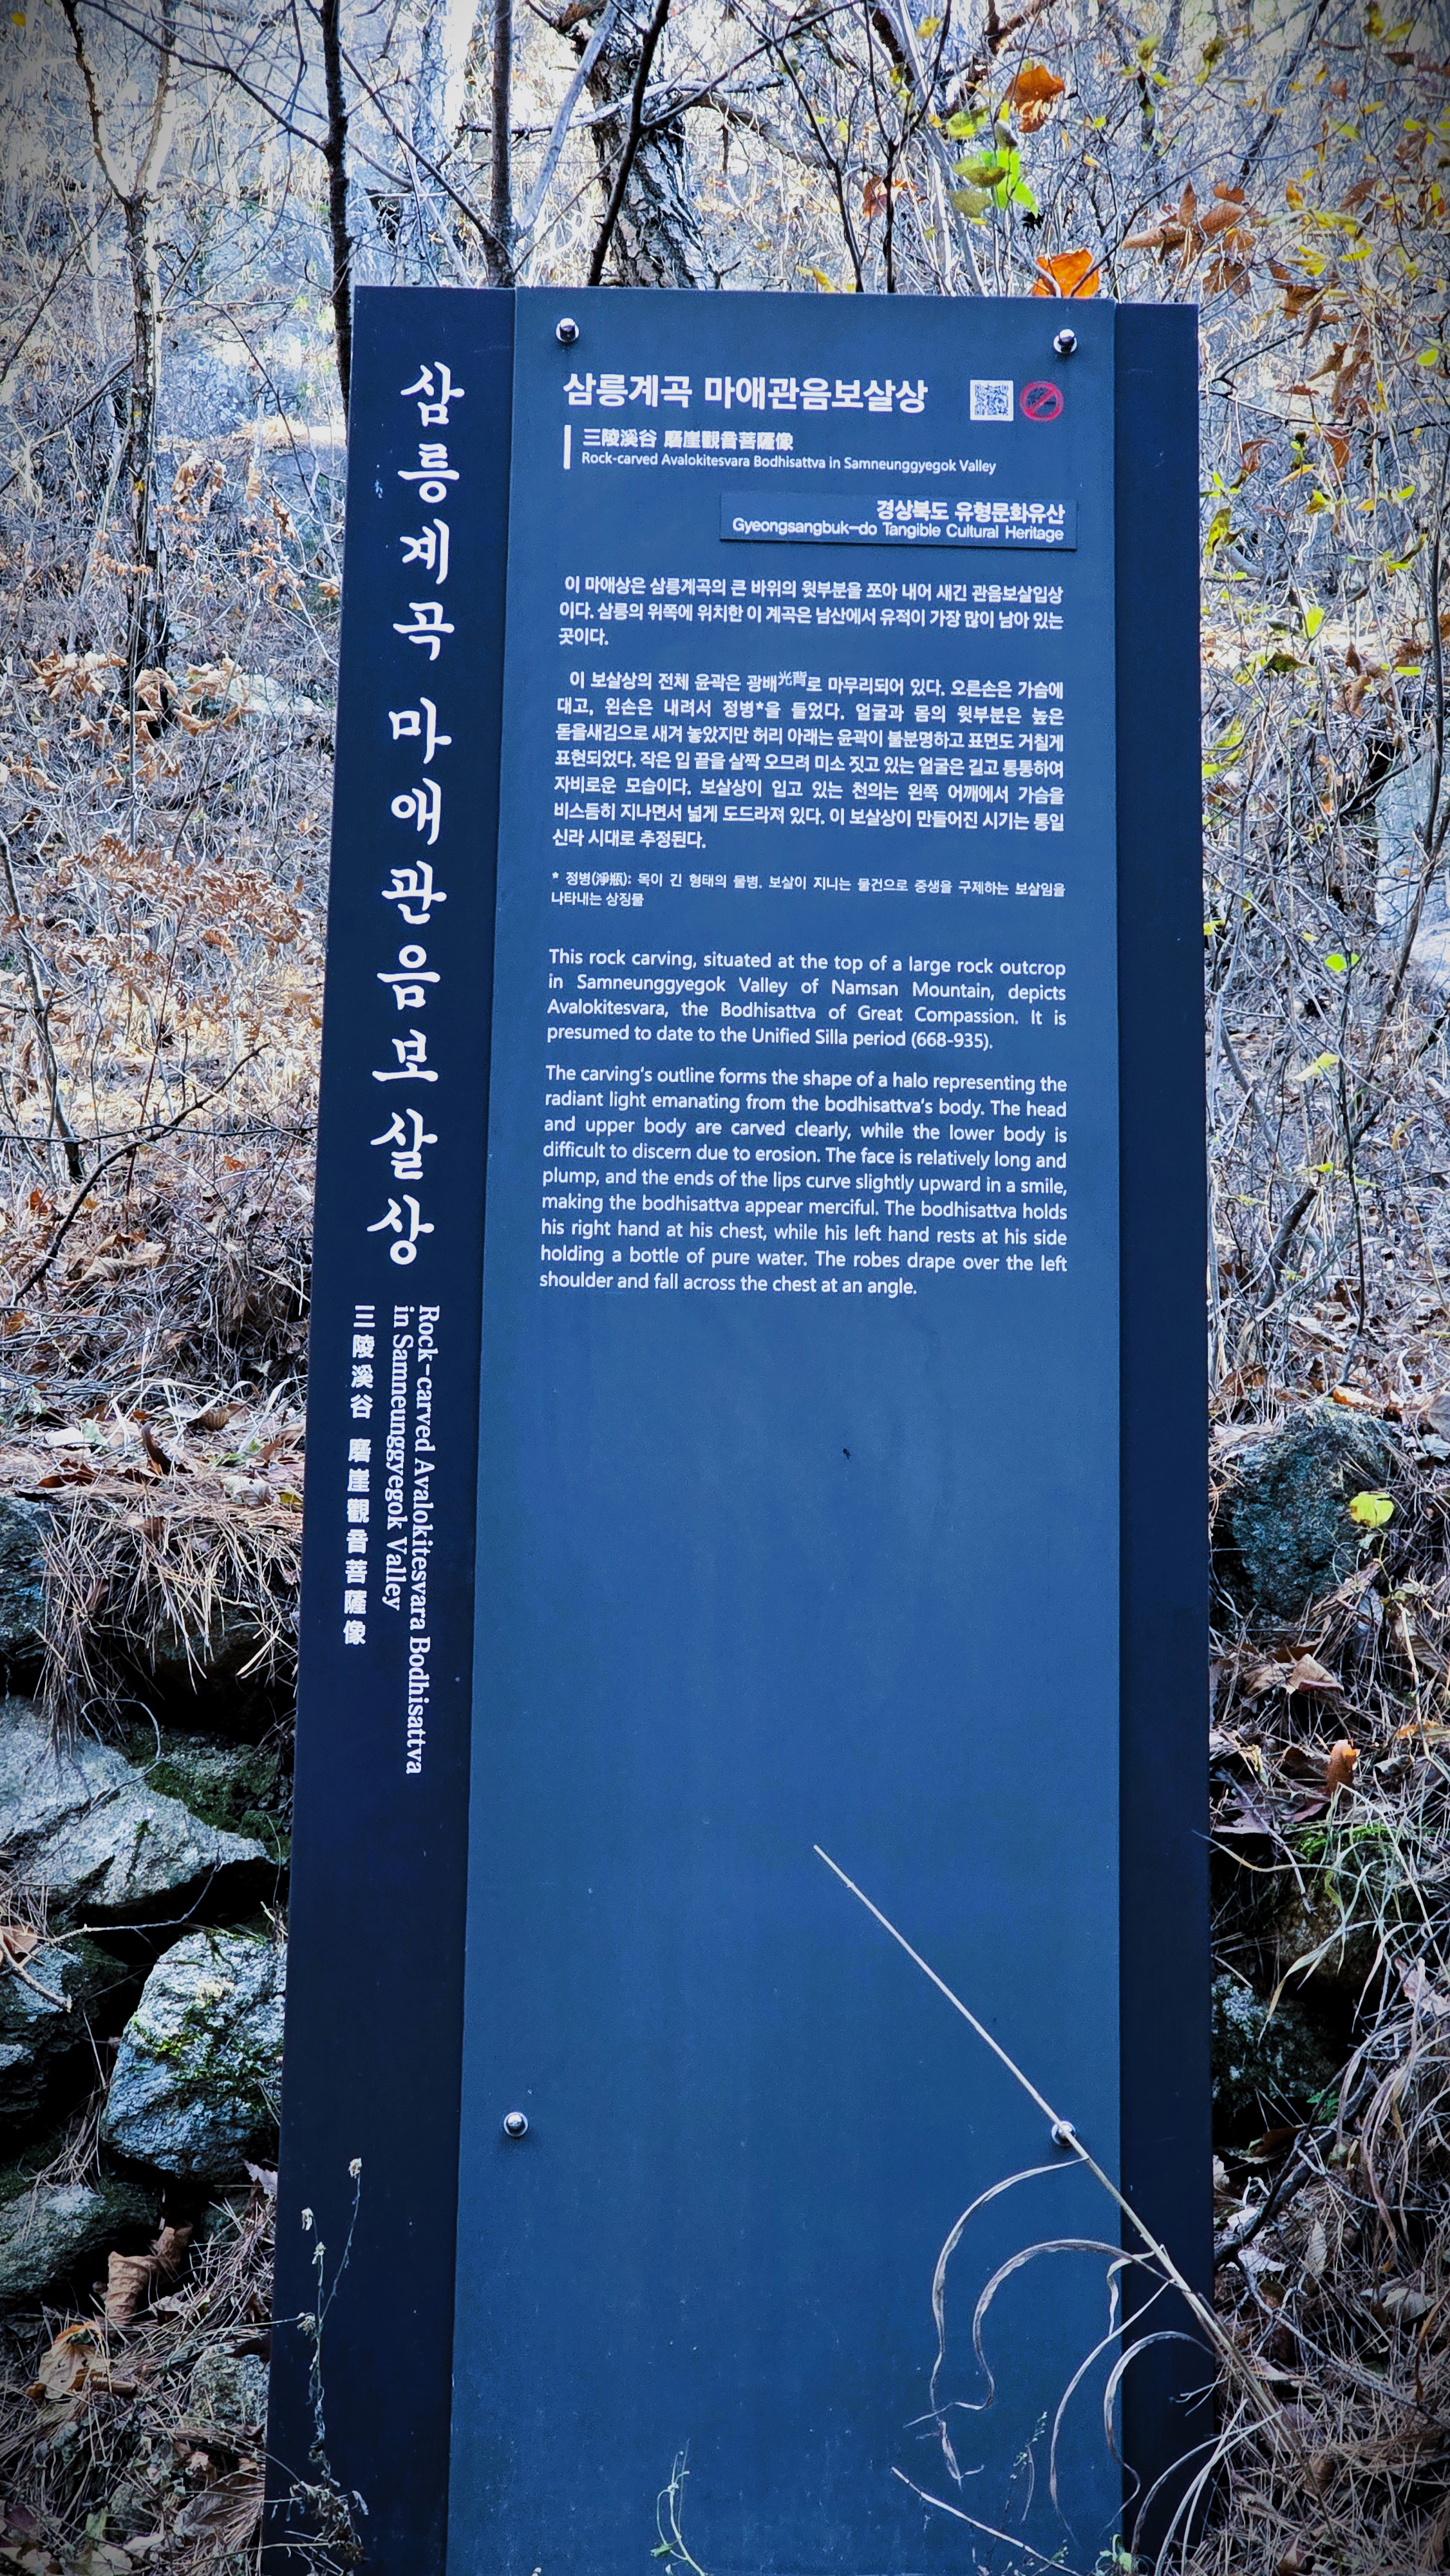 삼릉계곡 마애관음보살상
Rock-carved Avalokitesvara Bodhisattva
in Samneunggyegok Valley
三陵溪谷 磨崖觀音菩薩像
삼릉계곡 마애관음보살상
三陵溪谷 磨崖觀音菩薩像
Rock-carved Avalokitesvara Bodhisattva in Samneunggyegok Valley
경상북도 유형문화유산
Gyeongsangbuk-do Tangible Cultural Heritage
이 마애상은 삼릉계곡의 큰 바위의 윗부분을 쪼아 내어 새긴 관음보살입상
이다. 삼릉의 위쪽에 위치한 이 계곡은 남산에서 유적이 가장 많이 남아 있는
곳이다.
이 보살상의 전체 윤곽은 광배光背로 마무리되어 있다. 오른손은 가슴에
대고, 왼손은 내려서 정병*을 들었다. 얼굴과 몸의 윗부분은 높은
돋을새김으로 새겨 놓았지만 허리 아래는 윤곽이 불분명하고 표면도 거칠게
표현되었다. 작은 입 끝을 살짝 오므려 미소 짓고 있는 얼굴은 길고 통통하여
자비로운 모습이다. 보살상이 입고 있는 천의는 왼쪽 어깨에서 가슴을
비스듬히 지나면서 넓게 도드라져 있다. 이 보살상이 만들어진 시기는 통일
신라 시대로 추정된다.
* 정병(淨甁): 목이 긴 형태의 물병. 보살이 지니는 물건으로 중생을 구제하는 보살임을
나타내는 상징물
This rock carving, situated at the top of a large rock outcrop
in Samneunggyegok Valley of Namsan Mountain, depicts
Avalokitesvara, the Bodhisattva of Great Compassion. It is
presumed to date to the Unified Silla period (668-935).
The carving's outline forms the shape of a halo representing the
radiant light emanating from the bodhisattva's body. The head
and upper body are carved clearly, while the lower body is
difficult to discern due to erosion. The face is relatively long and
plump, and the ends of the lips curve slightly upward in a smile,
making the bodhisattva appear merciful. The bodhisattva holds
his right hand at his chest, while his left hand rests at his side
holding a bottle of pure water. The robes drape over the left
shoulder and fall across the chest at an angle.